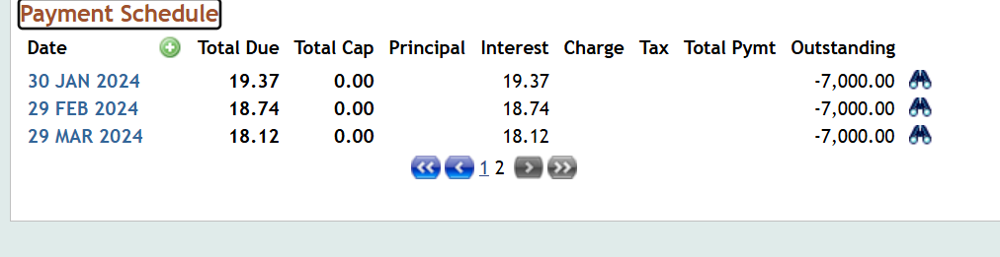 Payment Schedule
Date Total Due Total Cap Principal Interest Charge Tax Total Pymt Outstanding
30 JAN 2024 19.37 0.00 19.37 -7,000.00
29 FEB 2024 18.74 0.00 18.74 -7,000.00
29 MAR 2024 18.12 0.00 18.12 -7,000.00
1 2